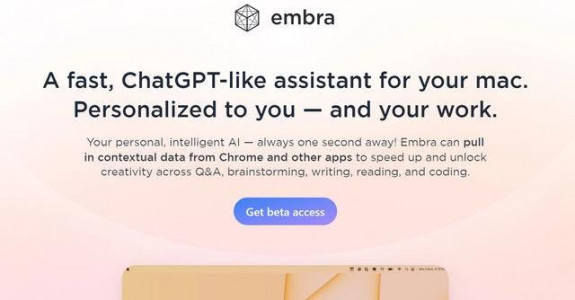 embra
A fast, ChatGPT-like assistant for your mac.
Personalized to you — and your work.
Your personal, intelligent AI — always one second away! Embra can pull
in contextual data from Chrome and other apps to speed up and unlock
creativity across Q&A, brainstorming, writing, reading, and coding.
Get beta access